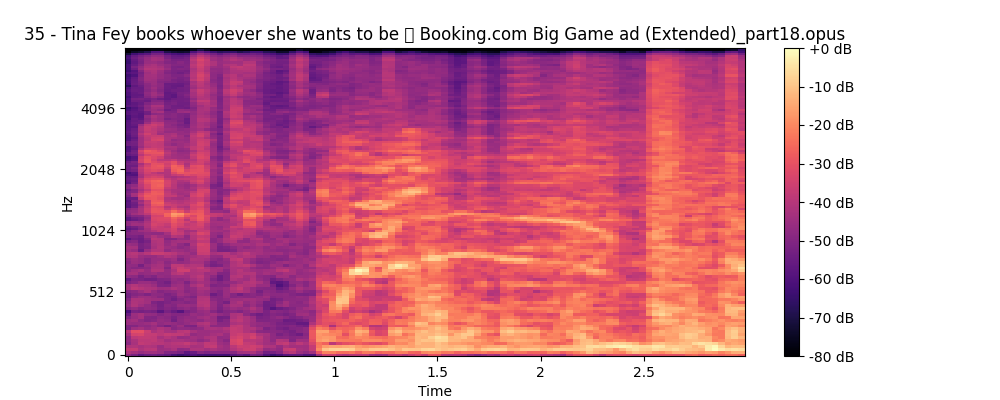 35 - Tina Fey books whoever she wants to be ▯ Booking.com Big Game ad (Extended)_part18.opus
+0 dB
-10 dB
-20 dB
-30 dB
-40 dB
-50 dB
-60 dB
-70 dB
-80 dB
4096
2048
1024
512
0
Hz
0
0.5
1
1.5
2
2.5
Time